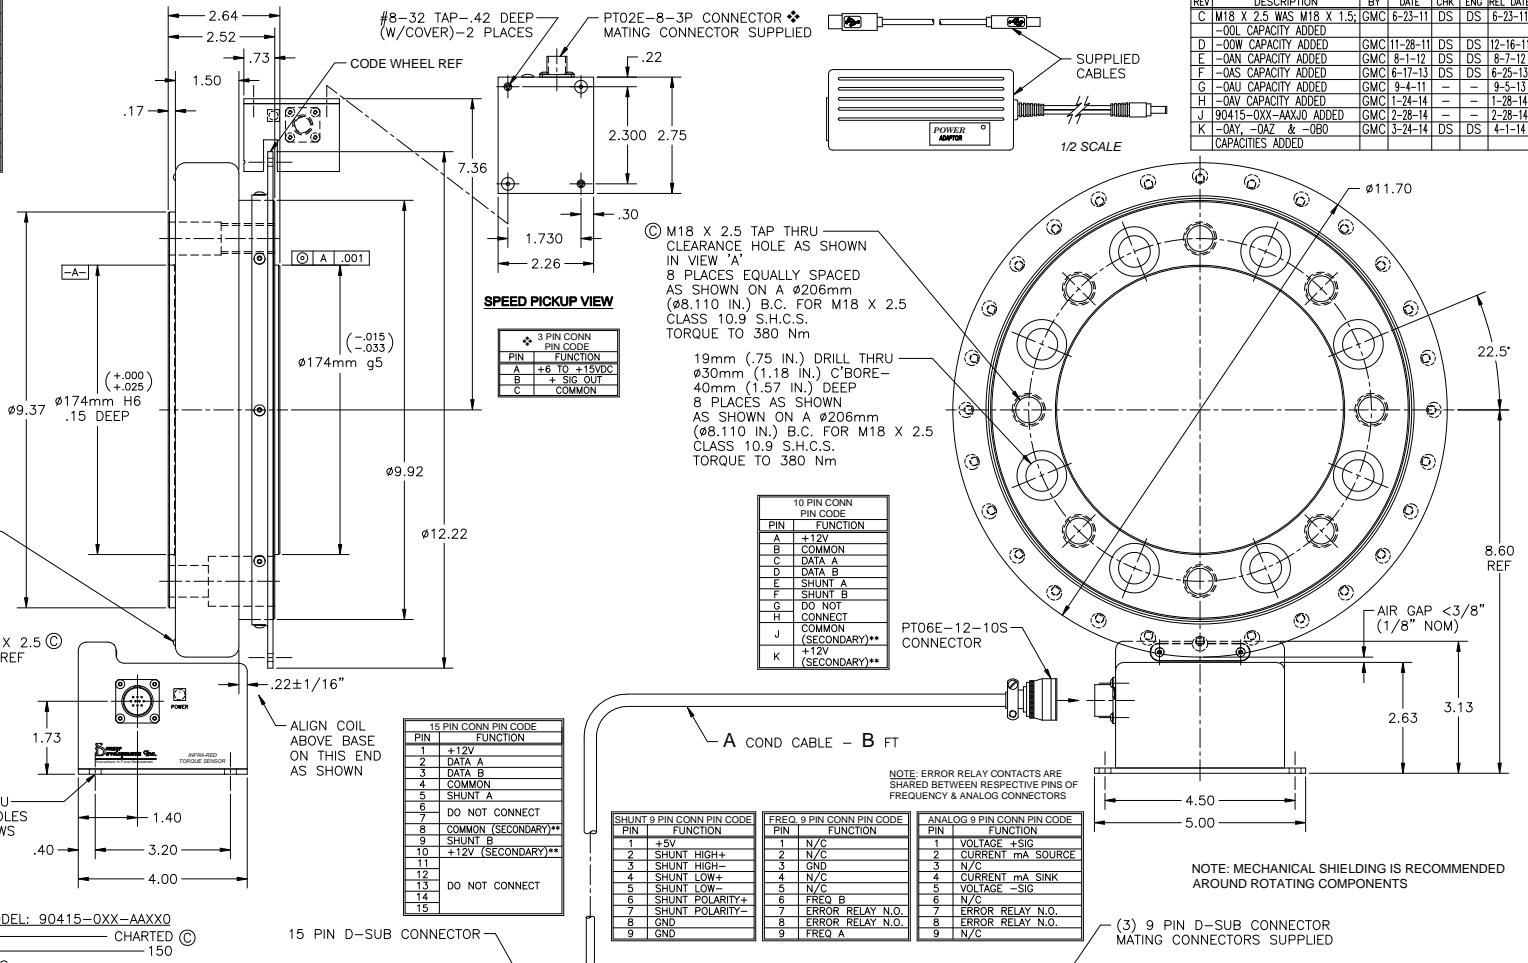 REV DESCRIPTION BY DATE CHK ENG REL DATE
C M18 X 2.5 WAS M18 X 1.5; GMC 6-23-11 DS DS 6-23-11
-00L CAPACITY ADDED
D -00W CAPACITY ADDED GMC 11-28-11 DS DS 12-16-11
E -0AN CAPACITY ADDED GMC 8-1-12 DS DS 8-7-12
F -0AS CAPACITY ADDED GMC 6-17-13 DS DS 6-25-13
G -0AU CAPACITY ADDED GMC 9-4-11 - - 9-5-13
H -0AV CAPACITY ADDED GMC 1-24-14 - - 1-28-14
J 90415-0XX-AAXJ0 ADDED GMC 2-28-14 - - 2-28-14
K -0AY, -0AZ & -0B0 GMC 3-24-14 DS DS 4-1-14
CAPACITIES ADDED
2.64
2.52
.73
1.50
.17
CODE WHEEL REF
7.36
-A-
◎ A .001
(-.015)
(-.033)
ø174mm g5
(+.000)
(+.025)
ø174mm H6
.15 DEEP
ø9.37
ø9.92
ø12.22
#8-32 TAP-.42 DEEP
(W/COVER)-2 PLACES
PT02E-8-3P CONNECTOR ❖
MATING CONNECTOR SUPPLIED
.22
2.300
2.75
.30
1.730
2.26
SPEED PICKUP VIEW
❖ 3 PIN CONN
PIN CODE
PIN FUNCTION
A +6 TO +15VDC
B + SIG OUT
C COMMON
SUPPLIED
CABLES
POWER
ADAPTOR
1/2 SCALE
Ⓒ M18 X 2.5 TAP THRU
CLEARANCE HOLE AS SHOWN
IN VIEW 'A'
8 PLACES EQUALLY SPACED
AS SHOWN ON A ø206mm
(ø8.110 IN.) B.C. FOR M18 X 2.5
CLASS 10.9 S.H.C.S.
TORQUE TO 380 Nm
19mm (.75 IN.) DRILL THRU
ø30mm (1.18 IN.) C'BORE-
40mm (1.57 IN.) DEEP
8 PLACES AS SHOWN
AS SHOWN ON A ø206mm
(ø8.110 IN.) B.C. FOR M18 X 2.5
CLASS 10.9 S.H.C.S.
TORQUE TO 380 Nm
ø11.70
22.5°
8.60
REF
AIR GAP <3/8"
(1/8" NOM)
3.13
2.63
4.50
5.00
10 PIN CONN
PIN CODE
PIN FUNCTION
A +12V
B COMMON
C DATA A
D DATA B
E SHUNT A
F SHUNT B
G DO NOT
H CONNECT
J COMMON
(SECONDARY)**
K +12V
(SECONDARY)**
PT06E-12-10S
CONNECTOR
X 2.5 Ⓒ
REF
.22±1/16"
POWER
INFRA-RED
TORQUE SENSOR
1.73
ALIGN COIL
ABOVE BASE
ON THIS END
AS SHOWN
1.40
.40
3.20
4.00
15 PIN CONN PIN CODE
PIN FUNCTION
1 +12V
2 DATA A
3 DATA B
4 COMMON
5 SHUNT A
6
7 DO NOT CONNECT
8 COMMON (SECONDARY)**
9 SHUNT B
10 +12V (SECONDARY)**
11
12
13 DO NOT CONNECT
14
15
A COND CABLE - B FT
NOTE: ERROR RELAY CONTACTS ARE
SHARED BETWEEN RESPECTIVE PINS OF
FREQUENCY & ANALOG CONNECTORS
SHUNT 9 PIN CONN PIN CODE
PIN FUNCTION
1 +5V
2 SHUNT HIGH+
3 SHUNT HIGH-
4 SHUNT LOW+
5 SHUNT LOW-
6 SHUNT POLARITY+
7 SHUNT POLARITY-
8 GND
9 GND
FREQ. 9 PIN CONN PIN CODE
PIN FUNCTION
1 N/C
2 N/C
3 GND
4 N/C
5 N/C
6 FREQ B
7 ERROR RELAY N.O.
8 ERROR RELAY N.O.
9 FREQ A
ANALOG 9 PIN CONN PIN CODE
PIN FUNCTION
1 VOLTAGE +SIG
2 CURRENT mA SOURCE
3 N/C
4 CURRENT mA SINK
5 VOLTAGE -SIG
6 N/C
7 ERROR RELAY N.O.
8 ERROR RELAY N.O.
9 N/C
NOTE: MECHANICAL SHIELDING IS RECOMMENDED
AROUND ROTATING COMPONENTS
ODEL: 90415-0XX-AAXX0
CHARTED Ⓒ
150
15 PIN D-SUB CONNECTOR
(3) 9 PIN D-SUB CONNECTOR
MATING CONNECTORS SUPPLIED